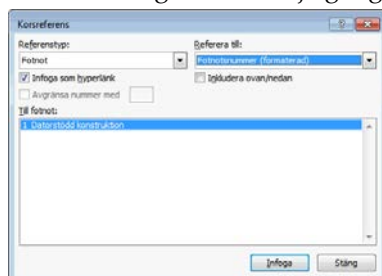 Korsreferens
Referenstyp:
Referera till:
Fotnot
Fotnotsnummer (formaterad)
Infoga som hyperlänk
Inkludera ovan/nedan
Avgränsa nummer med
Till fotnot:
1 Datorstödd konstruktion
Infoga
Stäng